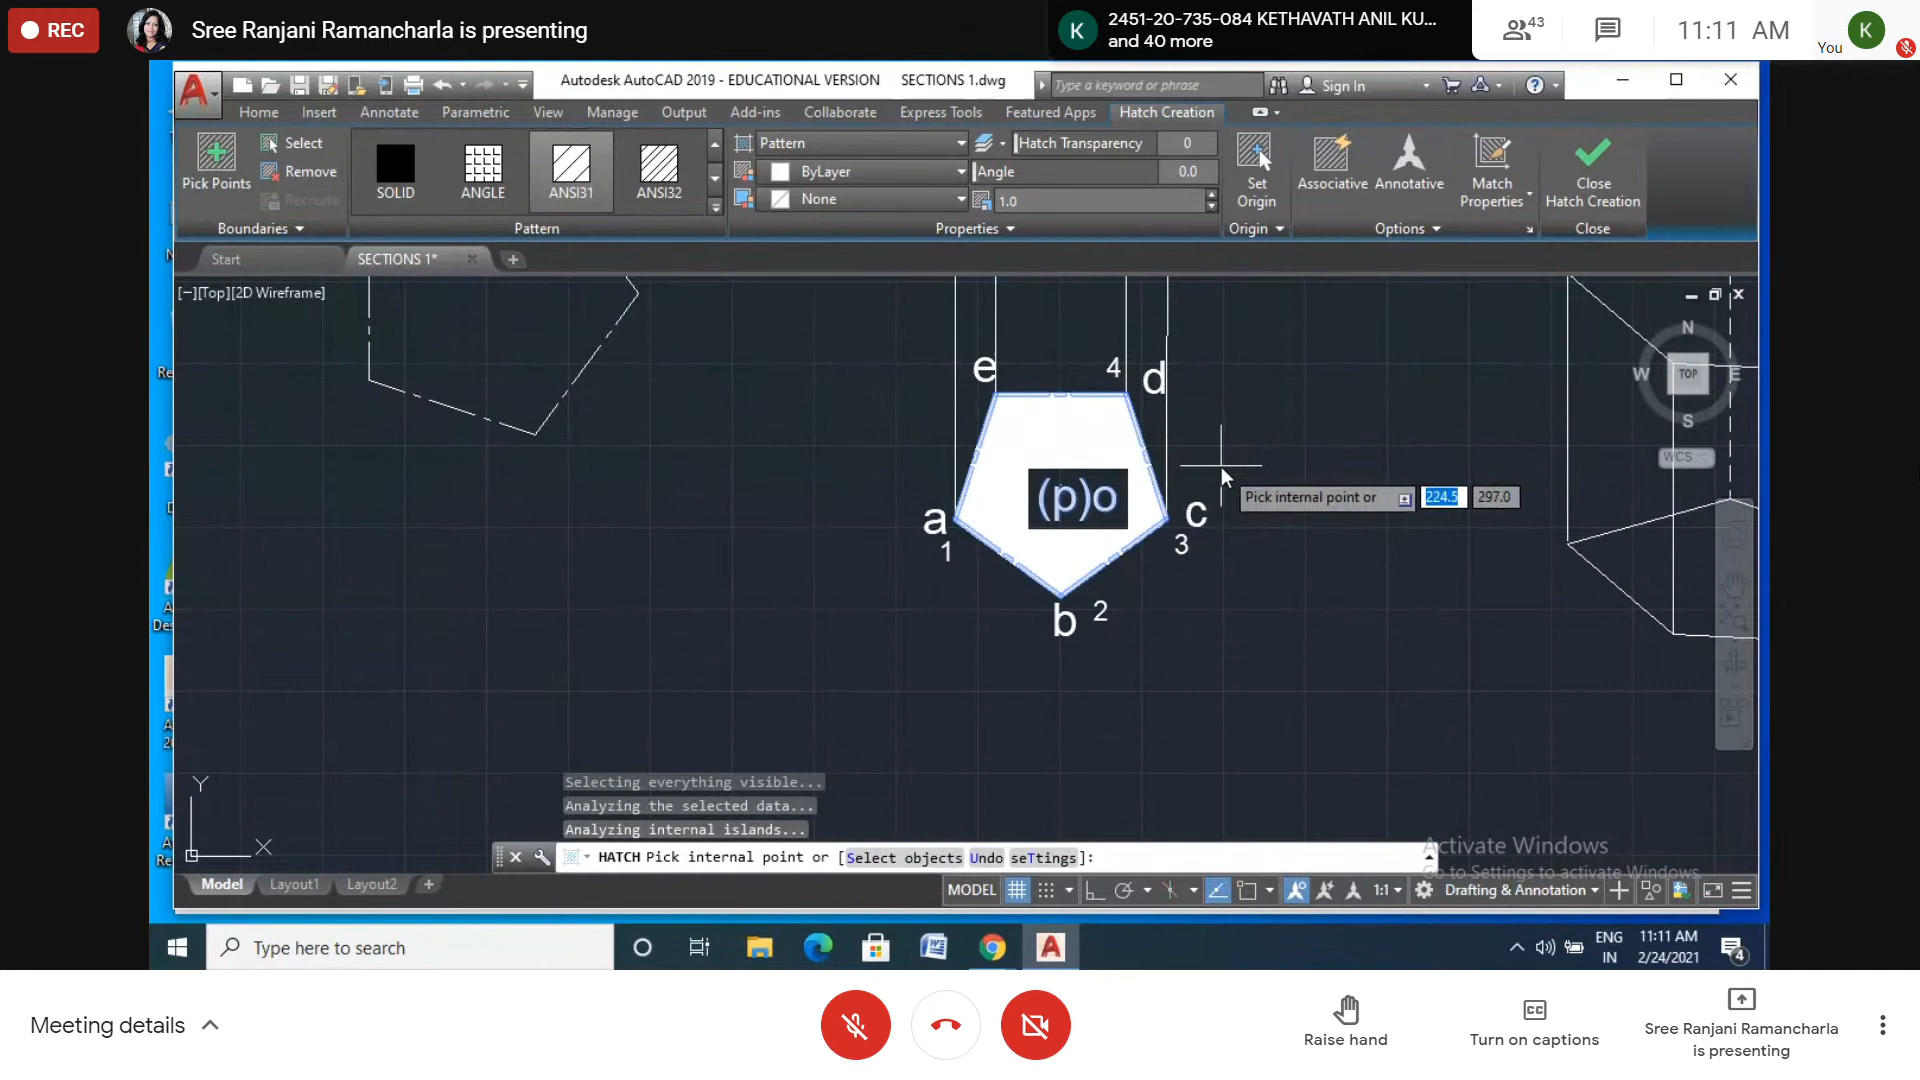 REC
Sree Ranjani Ramancharla is presenting
K
2451-20-735-084 KETHAVATH ANIL KU...
and 40 more
43
11:11 AM
You
K
Autodesk AutoCAD 2019 - EDUCATIONAL VERSION SECTIONS 1.dwg
Type a keyword or phrase
Sign In
Home Insert Annotate Parametric View Manage Output Add-ins Collaborate Express Tools Featured Apps Hatch Creation
Pick Points
Select
Remove
Recreate
Boundaries
SOLID
ANGLE
ANSI31
ANSI32
Pattern
Pattern
ByLayer
None
Hatch Transparency 0
Angle 0.0
1.0
Properties
Set
Origin
Origin
Associative
Annotative
Match
Properties
Options
Close
Hatch Creation
Close
Start
SECTIONS 1*
[−][Top][2D Wireframe]
N
W
TOP
E
S
WCS
e
4
d
(p)o
a
1
c
3
b
2
Pick internal point or 224.5 297.0
Re
A
Des
A
20
A
Re
Y
X
Selecting everything visible...
Analyzing the selected data...
Analyzing internal islands...
HATCH Pick internal point or [Select objects Undo seTtings]:
Activate Windows
Go to Settings to activate Windows.
Model Layout1 Layout2
MODEL
1:1
Drafting & Annotation
Type here to search
ENG
IN
11:11 AM
2/24/2021
4
Meeting details
Raise hand
Turn on captions
Sree Ranjani Ramancharla
is presenting